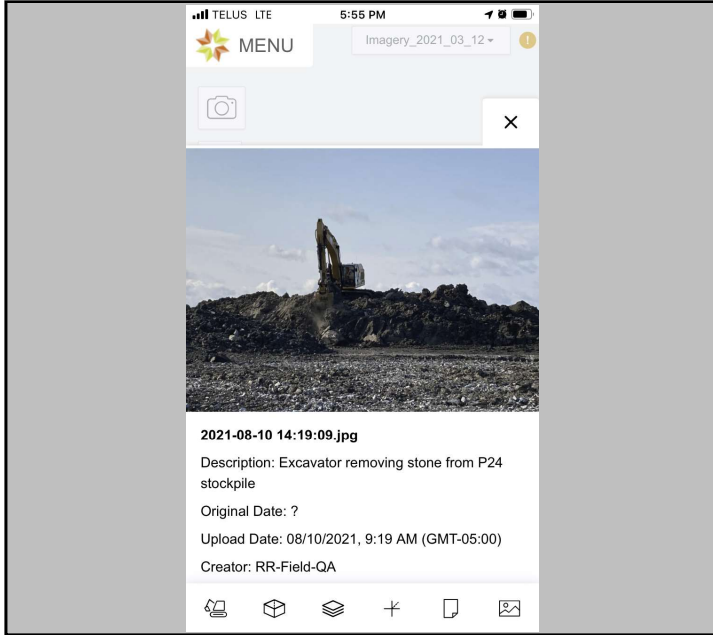 TELUS LTE 5:55 PM
MENU
Imagery_2021_03_12
!
2021-08-10 14:19:09.jpg
Description: Excavator removing stone from P24
stockpile
Original Date: ?
Upload Date: 08/10/2021, 9:19 AM (GMT-05:00)
Creator: RR-Field-QA